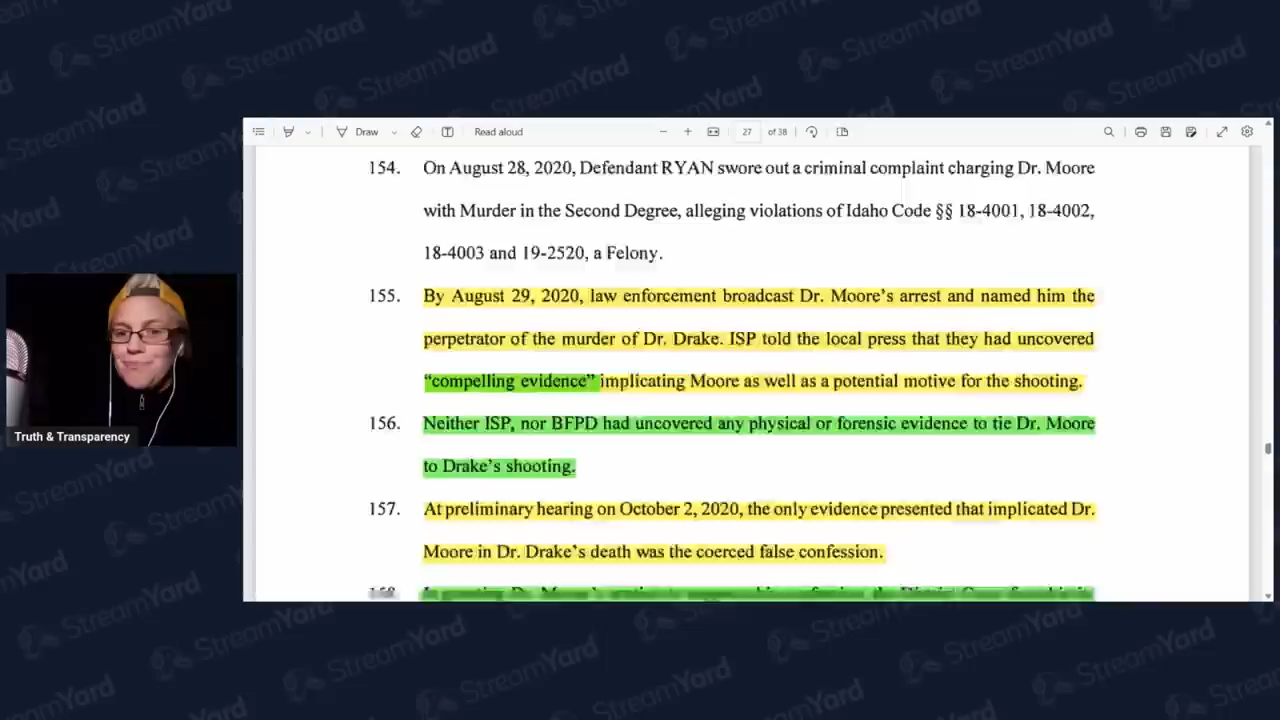 StreamYard
Draw
Read aloud
27 of 38
154. On August 28, 2020, Defendant RYAN swore out a criminal complaint charging Dr. Moore
with Murder in the Second Degree, alleging violations of Idaho Code §§ 18-4001, 18-4002,
18-4003 and 19-2520, a Felony.
155. By August 29, 2020, law enforcement broadcast Dr. Moore's arrest and named him the
perpetrator of the murder of Dr. Drake. ISP told the local press that they had uncovered
“compelling evidence” implicating Moore as well as a potential motive for the shooting.
156. Neither ISP, nor BFPD had uncovered any physical or forensic evidence to tie Dr. Moore
to Drake's shooting.
157. At preliminary hearing on October 2, 2020, the only evidence presented that implicated Dr.
Moore in Dr. Drake's death was the coerced false confession.
Truth & Transparency